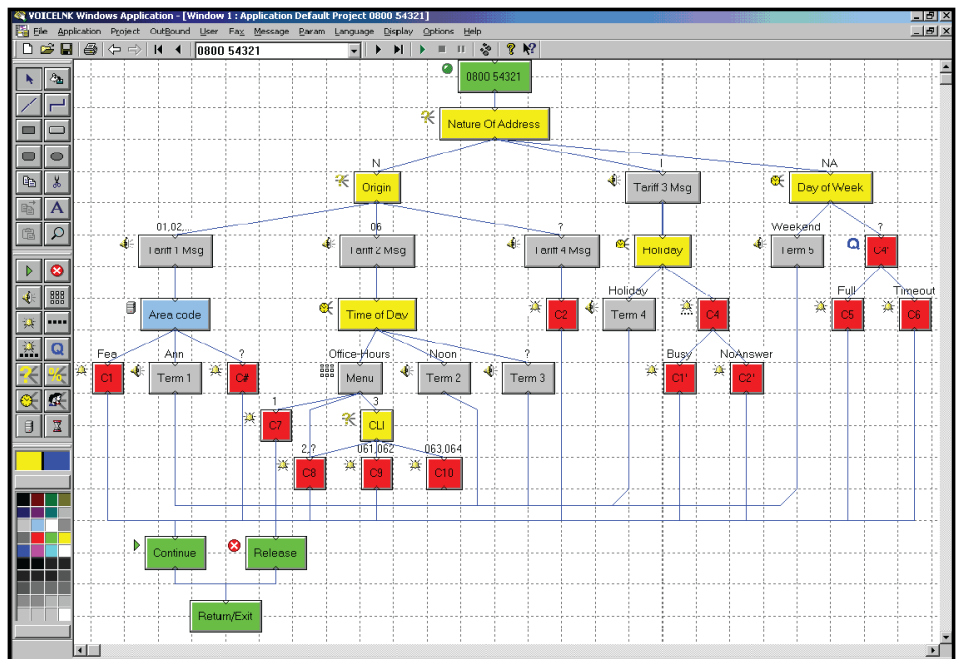 VOICELNK Windows Application - [Window 1 : Application Default Project 0800 54321]
File Application Project OutBound User Fax Message Param Language Display Options Help
0800 54321
0800 54321
Nature Of Address
N I NA
Origin Tariff 3 Msg Day of Week
01,02,... 06 ? Weekend ?
Tariff 1 Msg Tariff 2 Msg Tariff 4 Msg Holiday Term 5 C4'
Holiday Full Timeout
Area code Time of Day C2 Term 4 C4 C5 C6
Fea Ann ? Office-Hours Noon ? Busy NoAnswer
C1 Term 1 C# Menu Term 2 Term 3 C1' C2'
1 3
C7 CLI
2,? 061,062 063,064
C8 C9 C10
Continue Release
Return/Exit